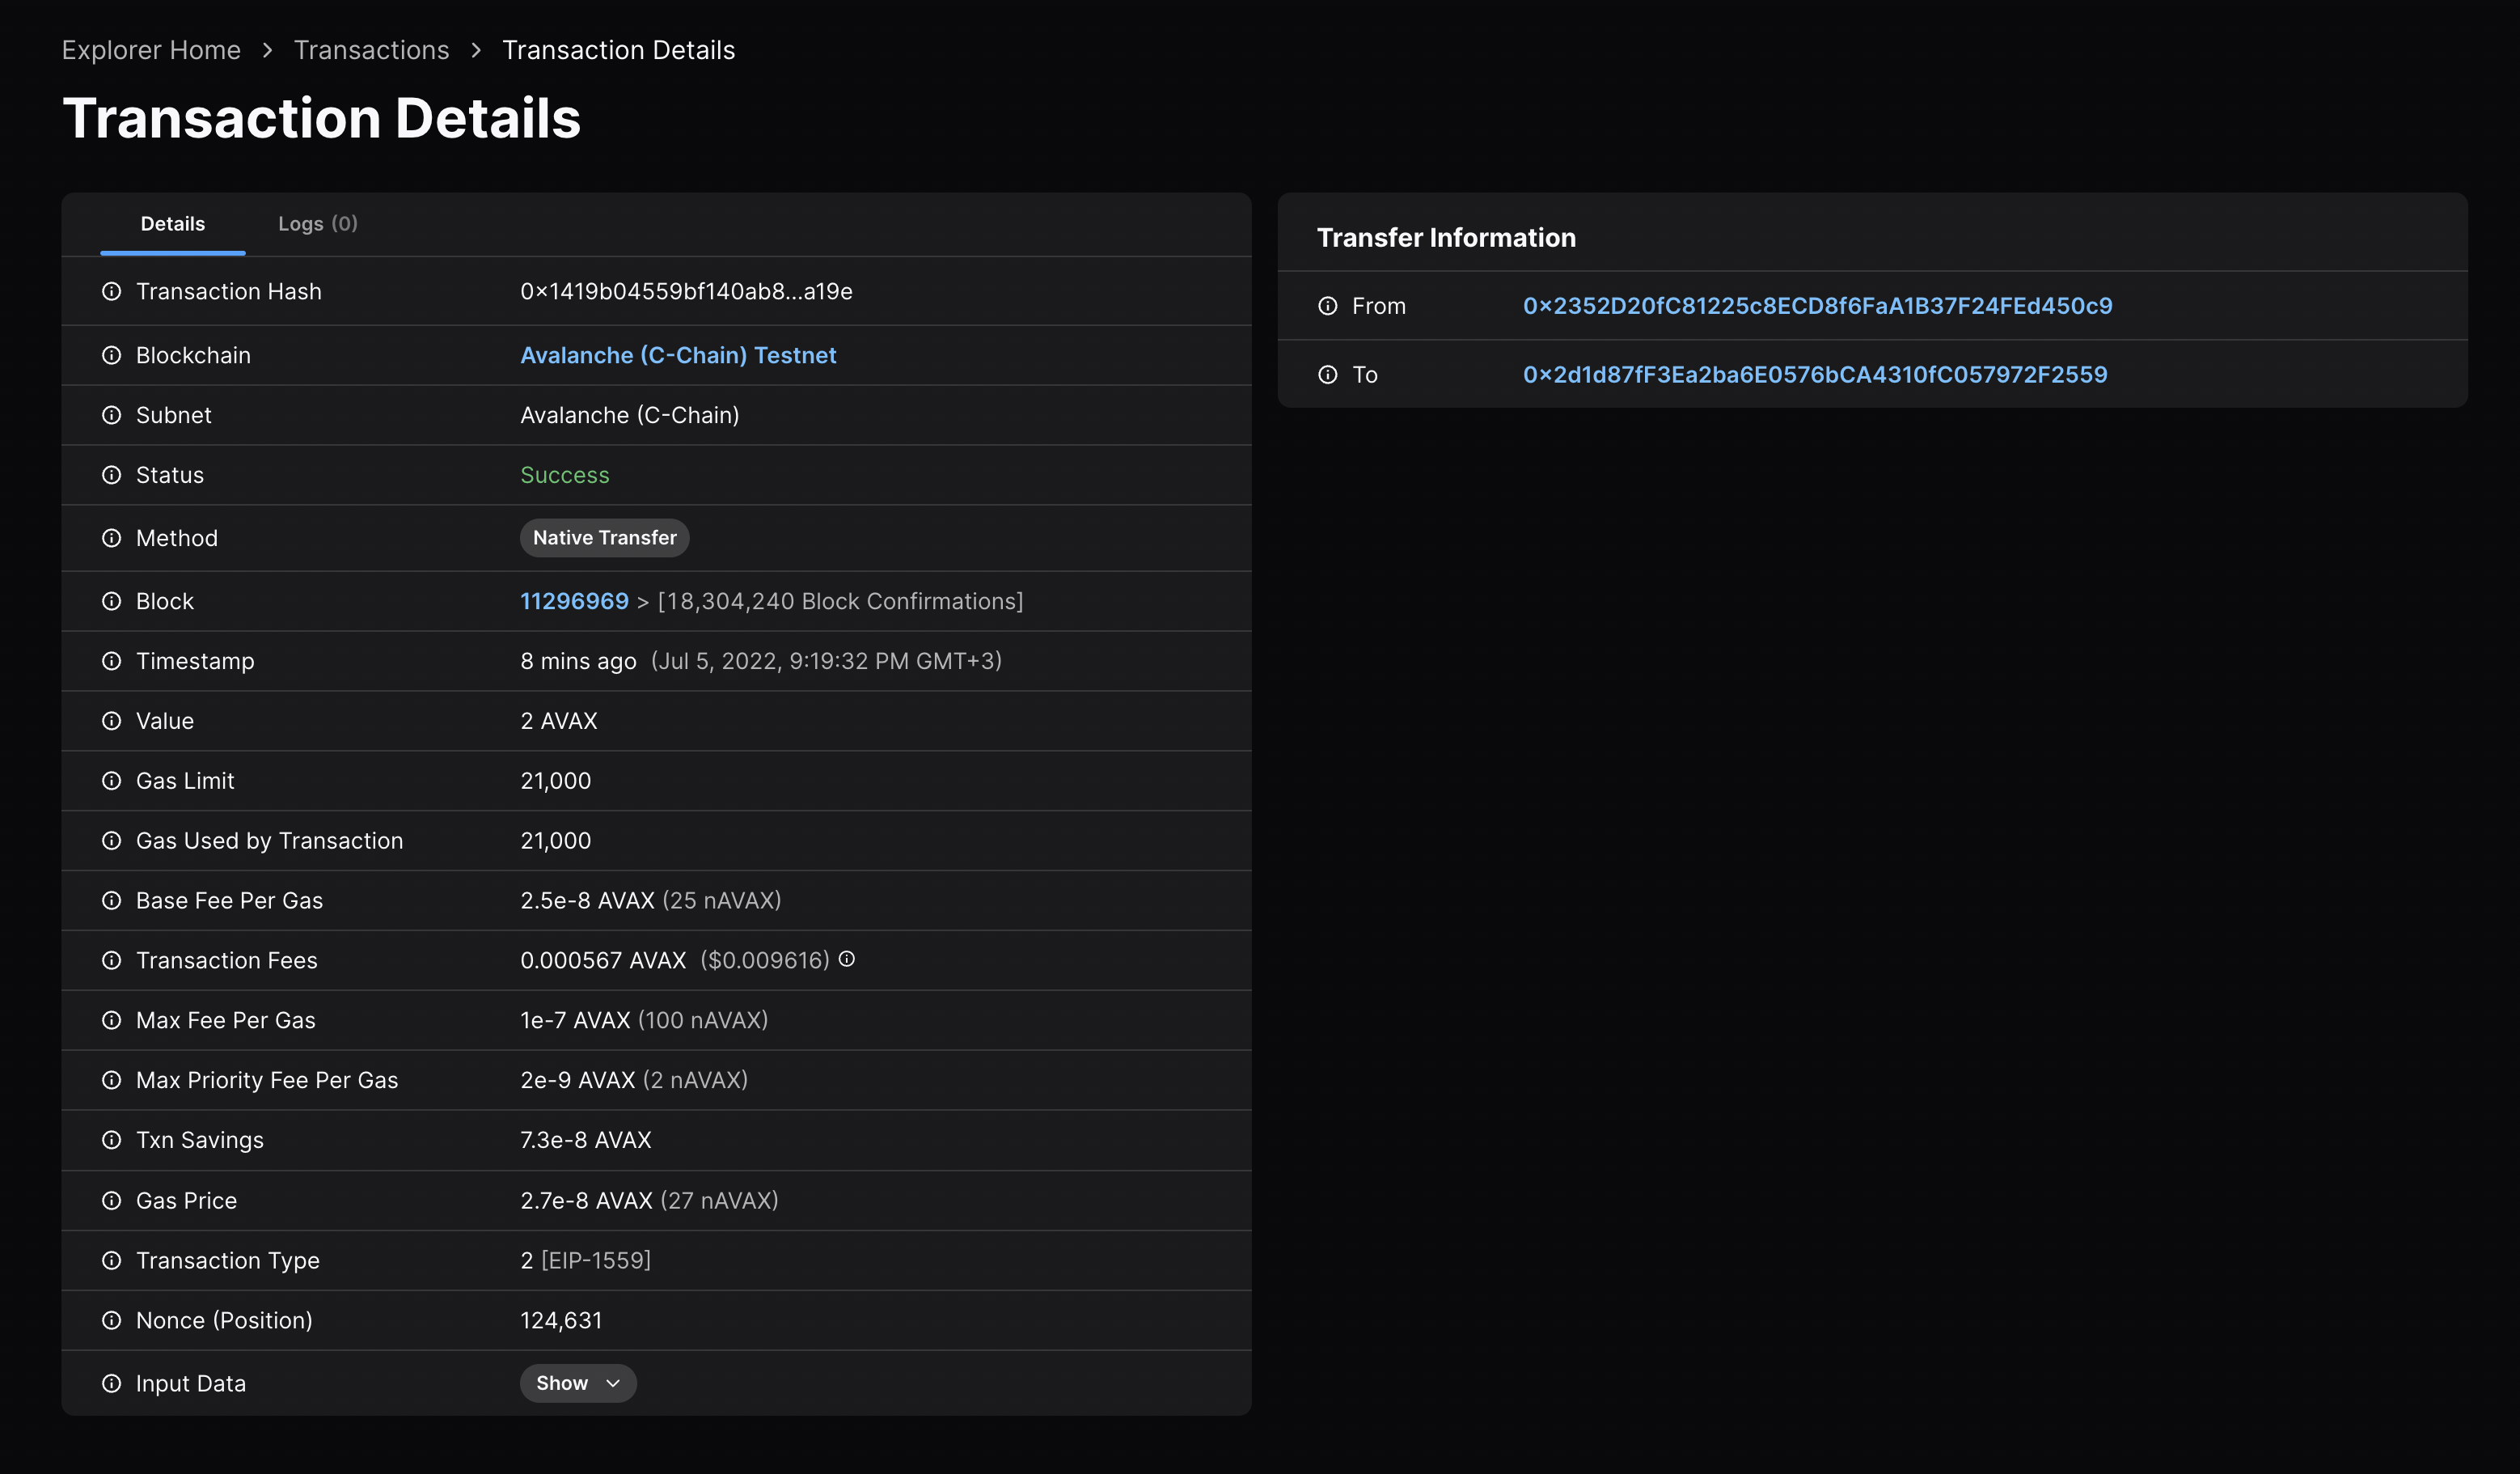 Explorer Home > Transactions > Transaction Details
Transaction Details
Details Logs (0)
Transaction Hash 0x1419b04559bf140ab8...a19e
Blockchain Avalanche (C-Chain) Testnet
Subnet Avalanche (C-Chain)
Status Success
Method Native Transfer
Block 11296969 > [18,304,240 Block Confirmations]
Timestamp 8 mins ago (Jul 5, 2022, 9:19:32 PM GMT+3)
Value 2 AVAX
Gas Limit 21,000
Gas Used by Transaction 21,000
Base Fee Per Gas 2.5e-8 AVAX (25 nAVAX)
Transaction Fees 0.000567 AVAX ($0.009616)
Max Fee Per Gas 1e-7 AVAX (100 nAVAX)
Max Priority Fee Per Gas 2e-9 AVAX (2 nAVAX)
Txn Savings 7.3e-8 AVAX
Gas Price 2.7e-8 AVAX (27 nAVAX)
Transaction Type 2 [EIP-1559]
Nonce (Position) 124,631
Input Data Show
Transfer Information
From 0x2352D20fC81225c8ECD8f6FaA1B37F24FEd450c9
To 0x2d1d87fF3Ea2ba6E0576bCA4310fC057972F2559